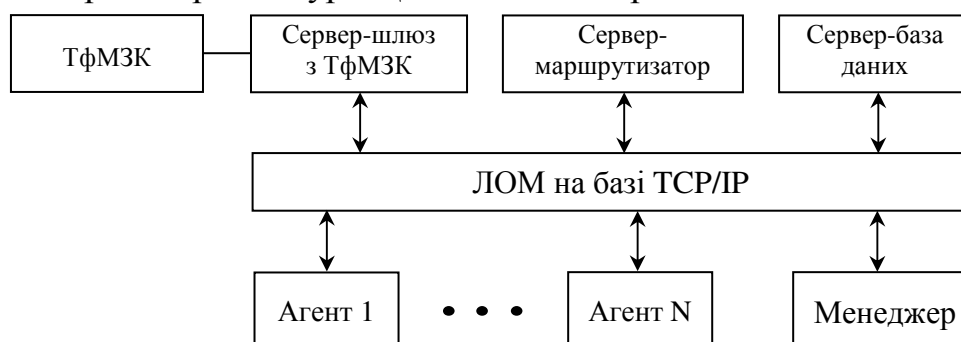 ТфМЗК
Сервер-шлюз
з ТфМЗК
Сервер-
маршрутизатор
Сервер-база
даних
ЛОМ на базі TCP/IP
Агент 1
• • •
Агент N
Менеджер